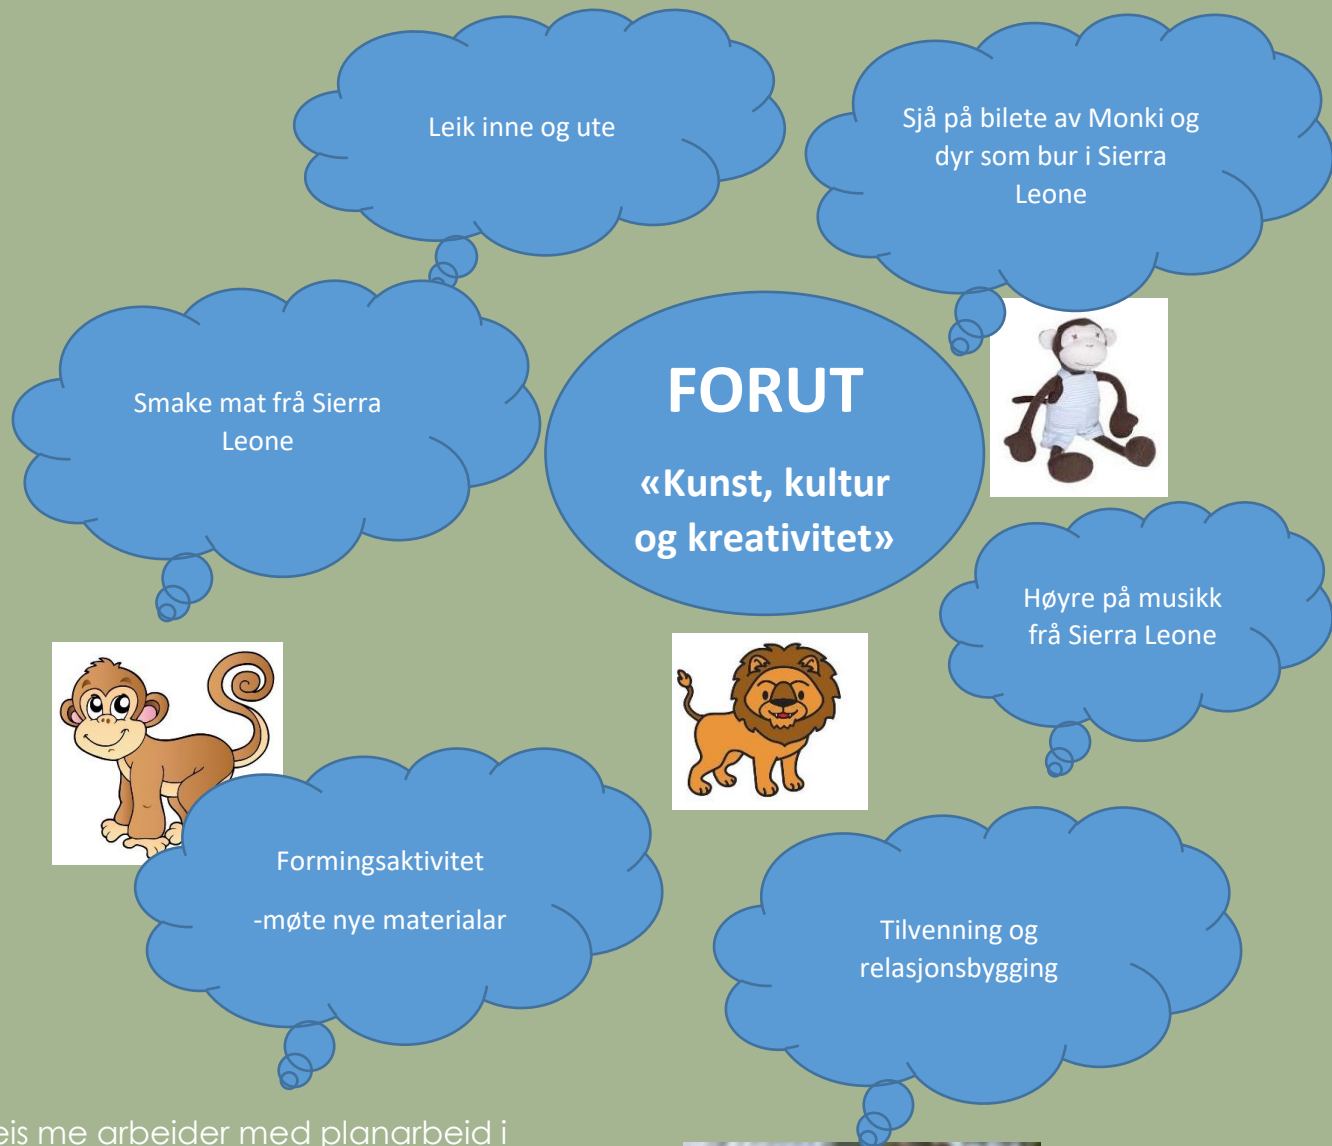 Leik inne og ute
Sjå på bilete av Monki og
dyr som bur i Sierra
Leone
Smake mat frå Sierra
Leone
FORUT
«Kunst, kultur
og kreativitet»
Høyre på musikk
frå Sierra Leone
Formingsaktivitet
-møte nye materialar
Tilvenning og
relasjonsbygging
me arbeider med planarbeid i